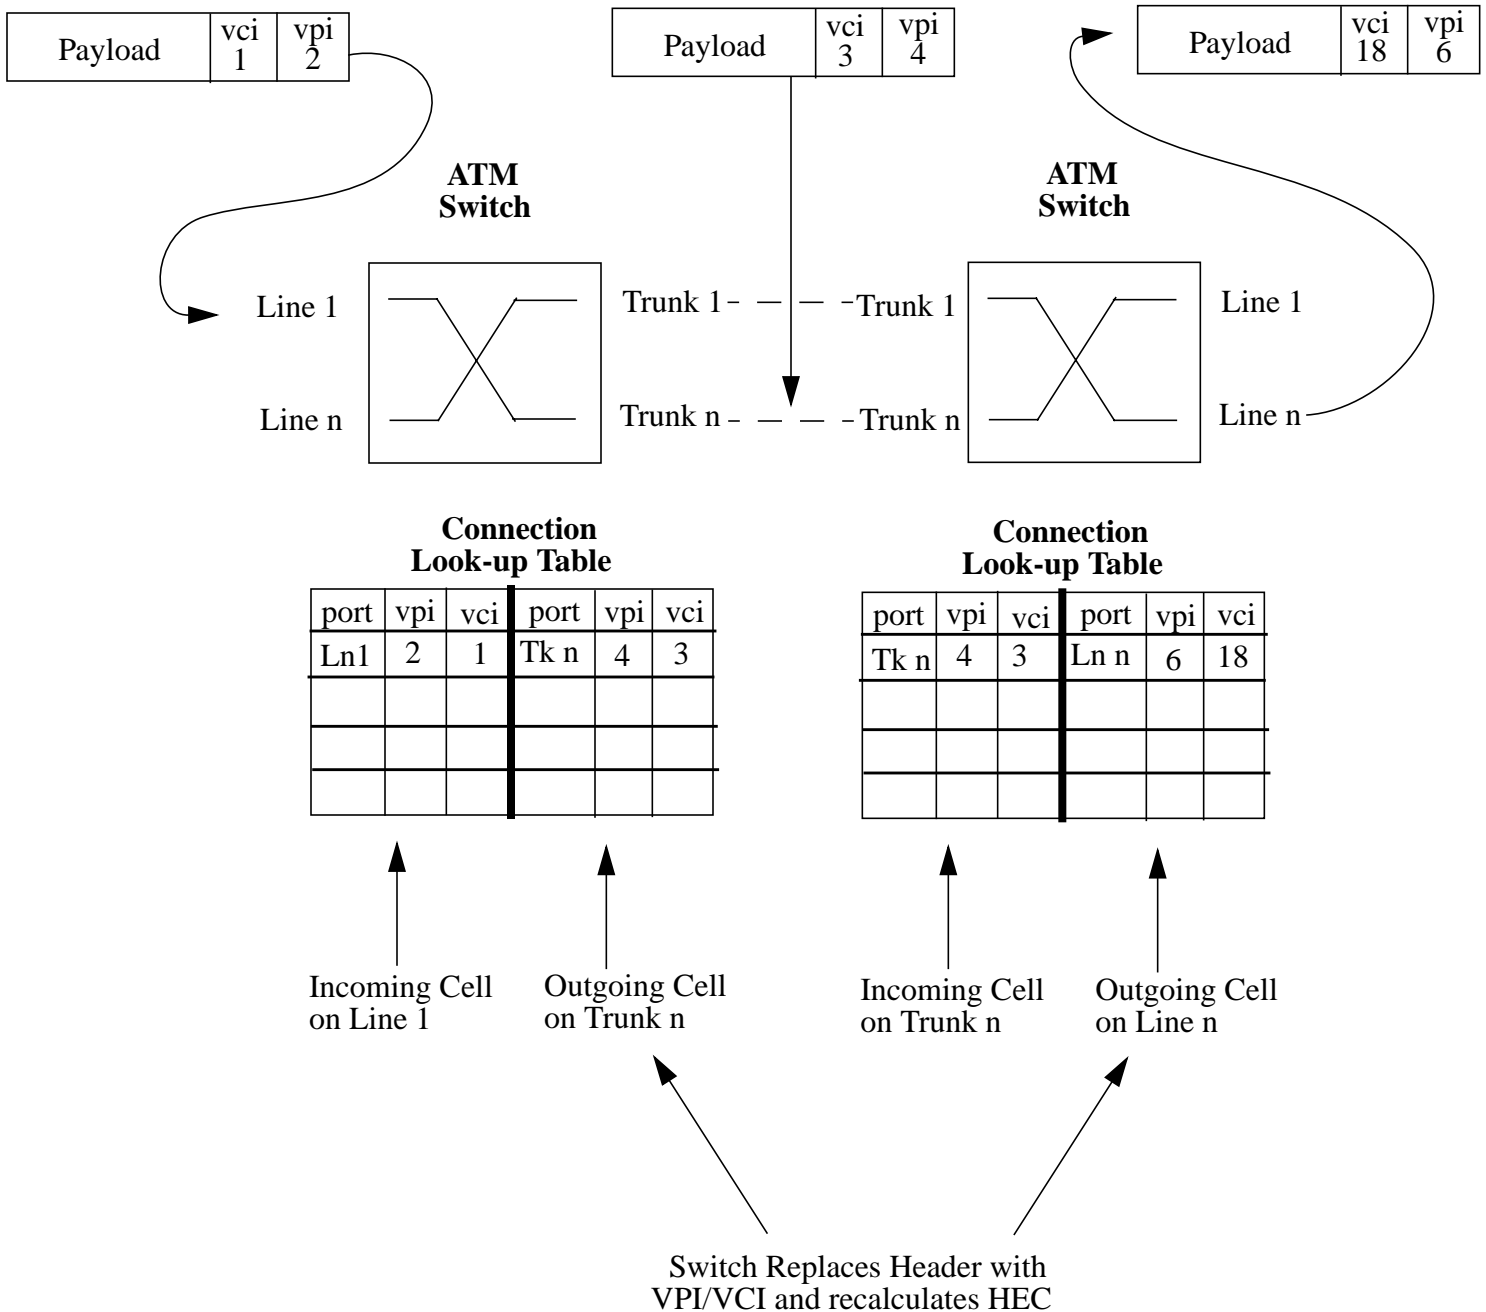 Payload vci 1 vpi 2
Payload vci 3 vpi 4
Payload vci 18 vpi 6
ATM
Switch
ATM
Switch
Line 1
Trunk 1
Trunk 1
Line 1
Line n
Trunk n
Trunk n
Line n
Connection
Look-up Table
port vpi vci port vpi vci
Ln1 2 1 Tk n 4 3
Connection
Look-up Table
port vpi vci port vpi vci
Tk n 4 3 Ln n 6 18
Incoming Cell
on Line 1
Outgoing Cell
on Trunk n
Incoming Cell
on Trunk n
Outgoing Cell
on Line n
Switch Replaces Header with
VPI/VCI and recalculates HEC